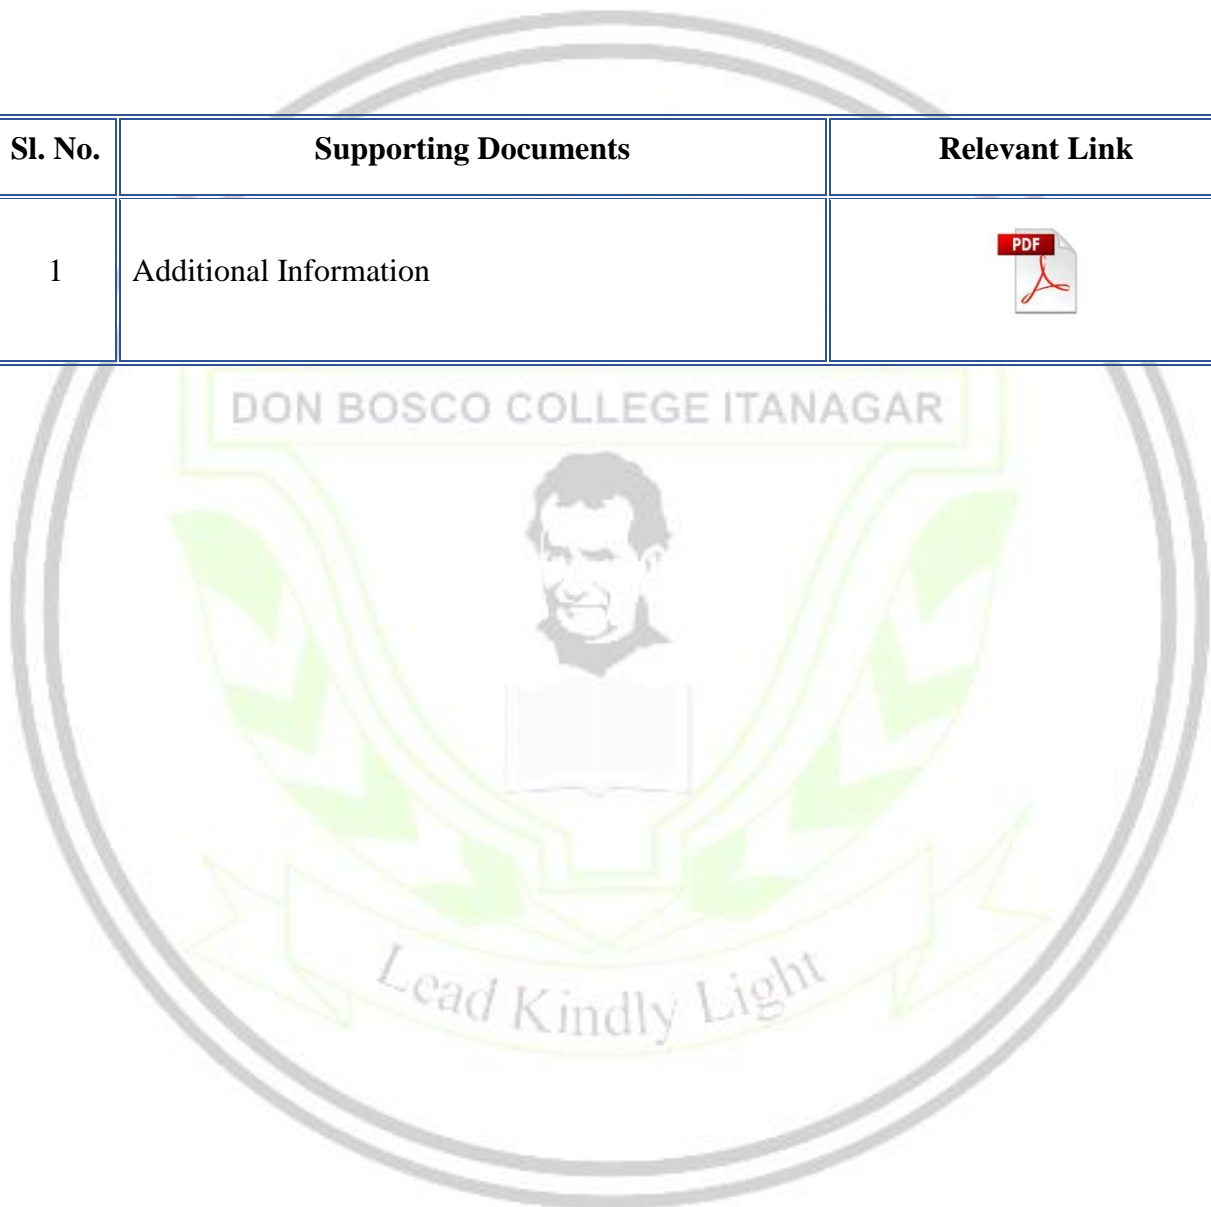 Sl. No. Supporting Documents Relevant Link
1 Additional Information PDF
DON BOSCO COLLEGE ITANAGAR
Lead Kindly Light